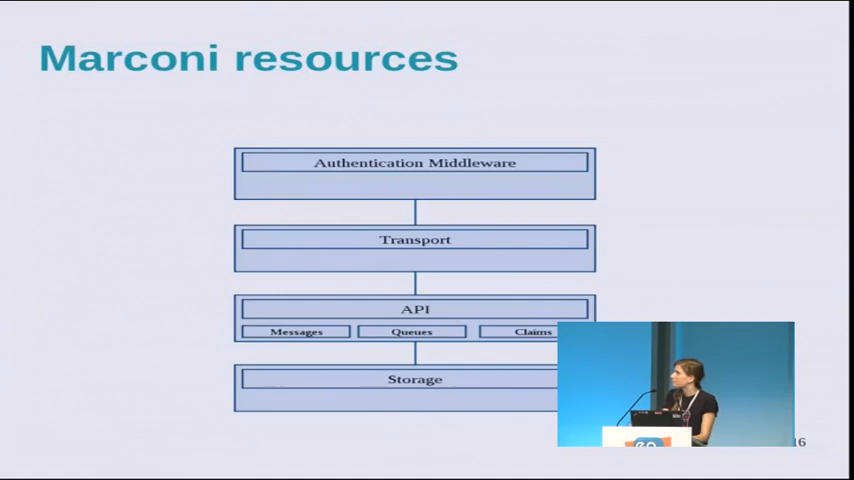 Marconi resources
Authentication Middleware
Transport
API
Messages Queues Claims
Storage
16